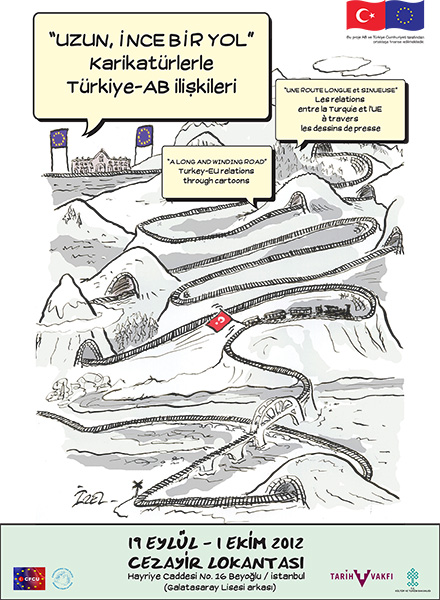 Bu proje AB ve Türkiye Cumhuriyeti tarafından
ortaklaşa finanse edilmektedir.
"UZUN, İNCE BİR YOL"
Karikatürlerle
Türkiye-AB ilişkileri
"UNE ROUTE LONGUE et SINUEUSE"
Les relations
entre la Turquie et l'UE
à travers
les dessins de presse
"A LONG AND WINDING ROAD"
Turkey-EU relations
through cartoons
19 EYLÜL - 1 EKİM 2012
CEZAYİR LOKANTASI
Hayriye Caddesi No. 16 Beyoğlu / istanbul
(Galatasaray Lisesi arkası)
CFCU
TARİH VAKFI